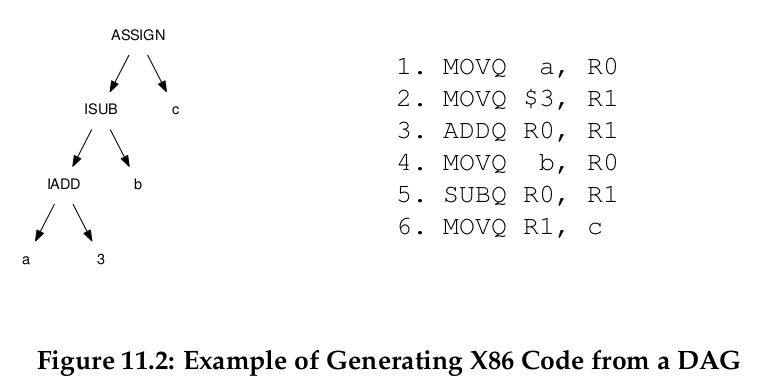 ASSIGN
ISUB c
IADD b
a 3
1. MOVQ a, R0
2. MOVQ $3, R1
3. ADDQ R0, R1
4. MOVQ b, R0
5. SUBQ R0, R1
6. MOVQ R1, c
Figure 11.2: Example of Generating X86 Code from a DAG